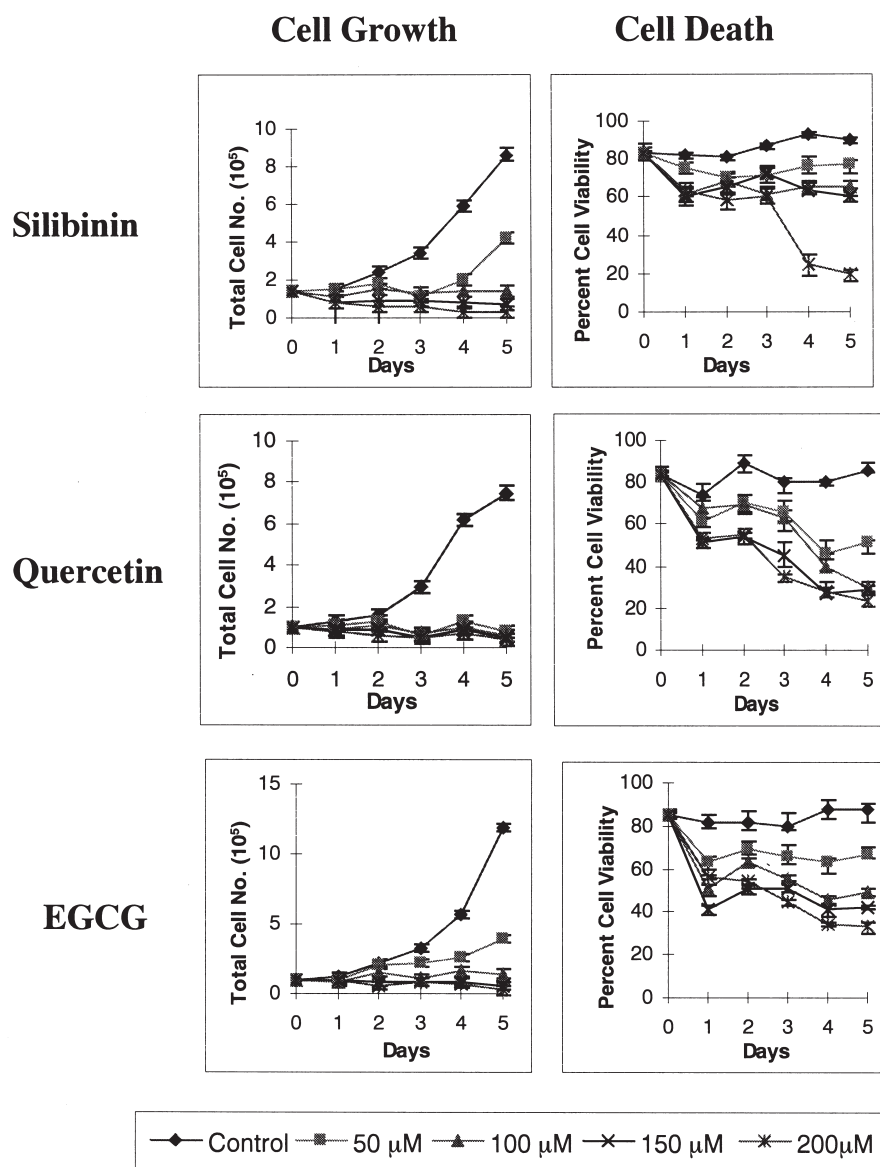 Cell Growth Cell Death
Silibinin
Total Cell No. (10⁵)
10
8
6
4
2
0
0 1 2 3 4 5
Days
Percent Cell Viability
100
80
60
40
20
0
0 1 2 3 4 5
Days
Quercetin
Total Cell No. (10⁵)
10
8
6
4
2
0
0 1 2 3 4 5
Days
Percent Cell Viability
100
80
60
40
20
0
0 1 2 3 4 5
Days
EGCG
Total Cell No. (10⁵)
15
10
5
0
0 1 2 3 4 5
Days
Percent Cell Viability
100
80
60
40
20
0
0 1 2 3 4 5
Days
Control 50 μM 100 μM 150 μM 200μM